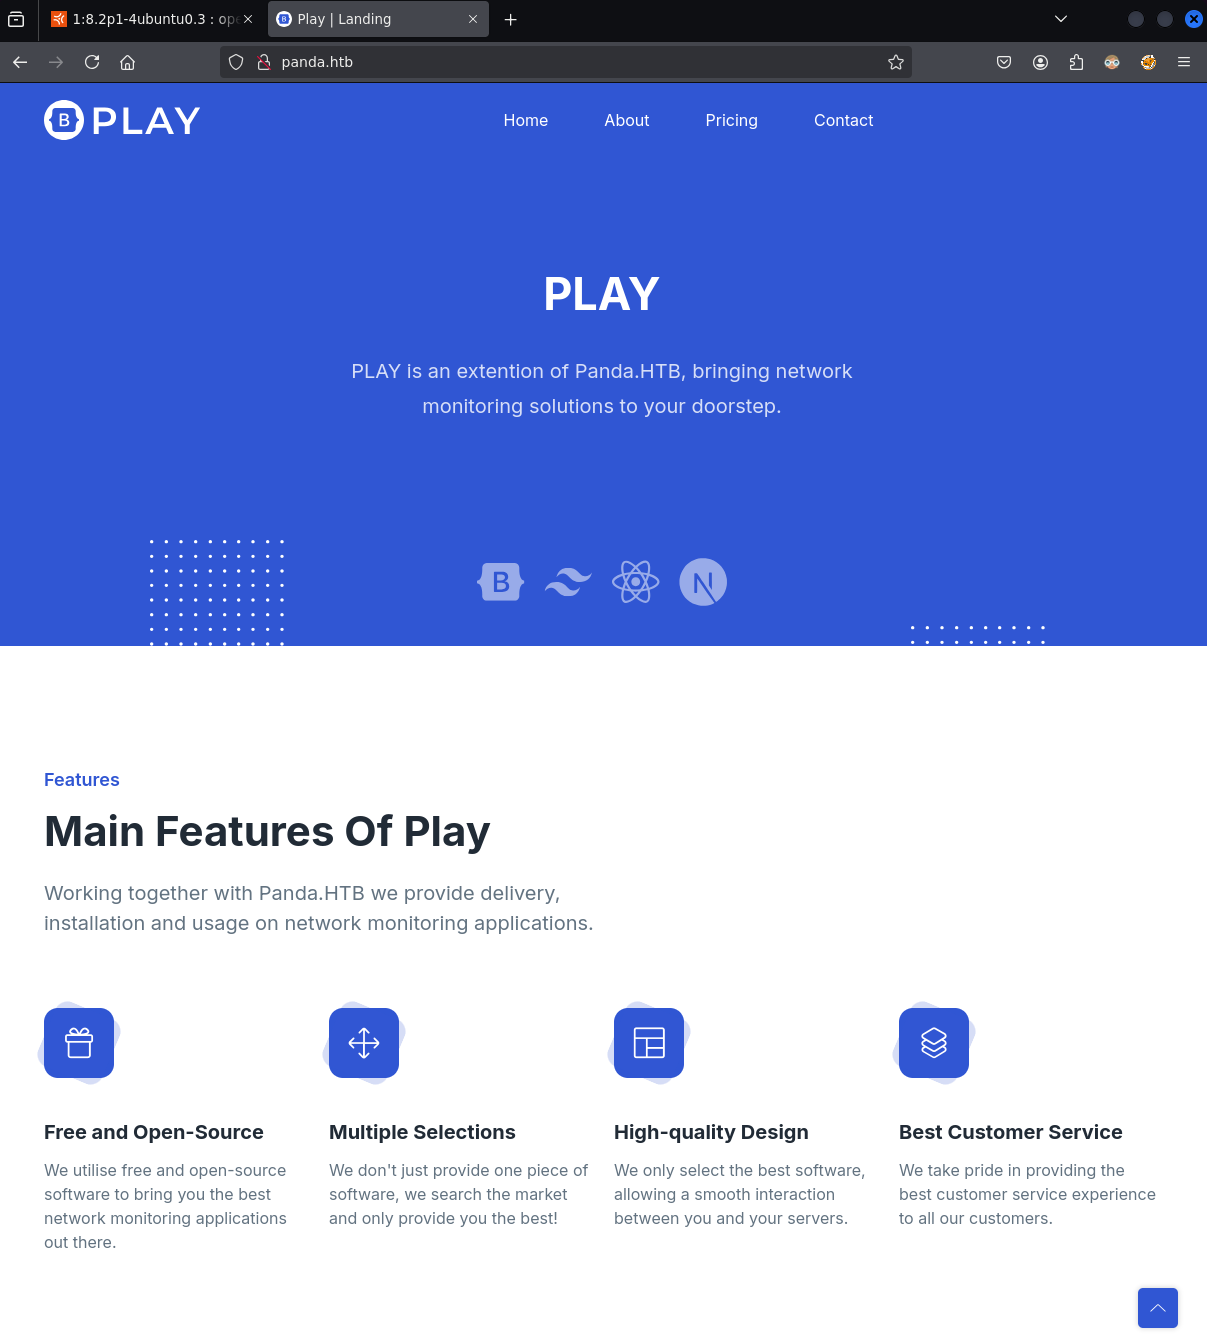 1:8.2p1-4ubuntu0.3 : op
Play | Landing
panda.htb
B PLAY
Home
About
Pricing
Contact
PLAY
PLAY is an extention of Panda.HTB, bringing network
monitoring solutions to your doorstep.
B
N
Features
Main Features Of Play
Working together with Panda.HTB we provide delivery,
installation and usage on network monitoring applications.
Free and Open-Source
We utilise free and open-source
software to bring you the best
network monitoring applications
out there.
Multiple Selections
We don't just provide one piece of
software, we search the market
and only provide you the best!
High-quality Design
We only select the best software,
allowing a smooth interaction
between you and your servers.
Best Customer Service
We take pride in providing the
best customer service experience
to all our customers.